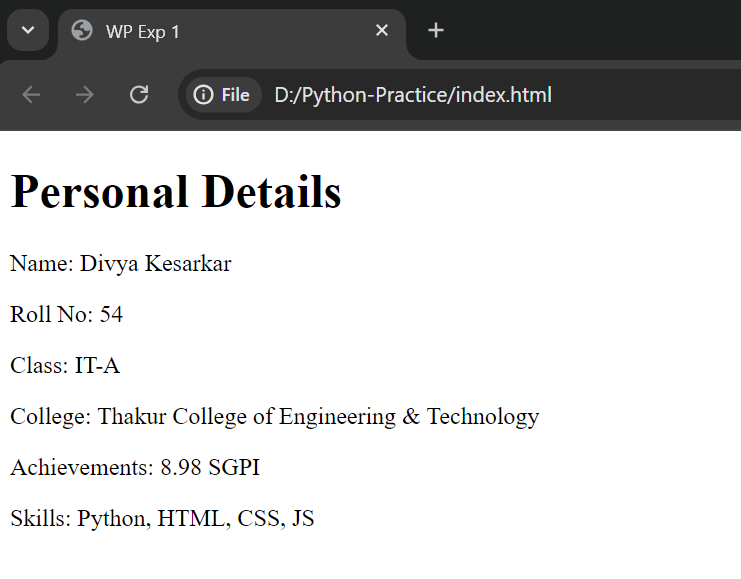 WP Exp 1
File D:/Python-Practice/index.html
Personal Details
Name: Divya Kesarkar
Roll No: 54
Class: IT-A
College: Thakur College of Engineering & Technology
Achievements: 8.98 SGPI
Skills: Python, HTML, CSS, JS